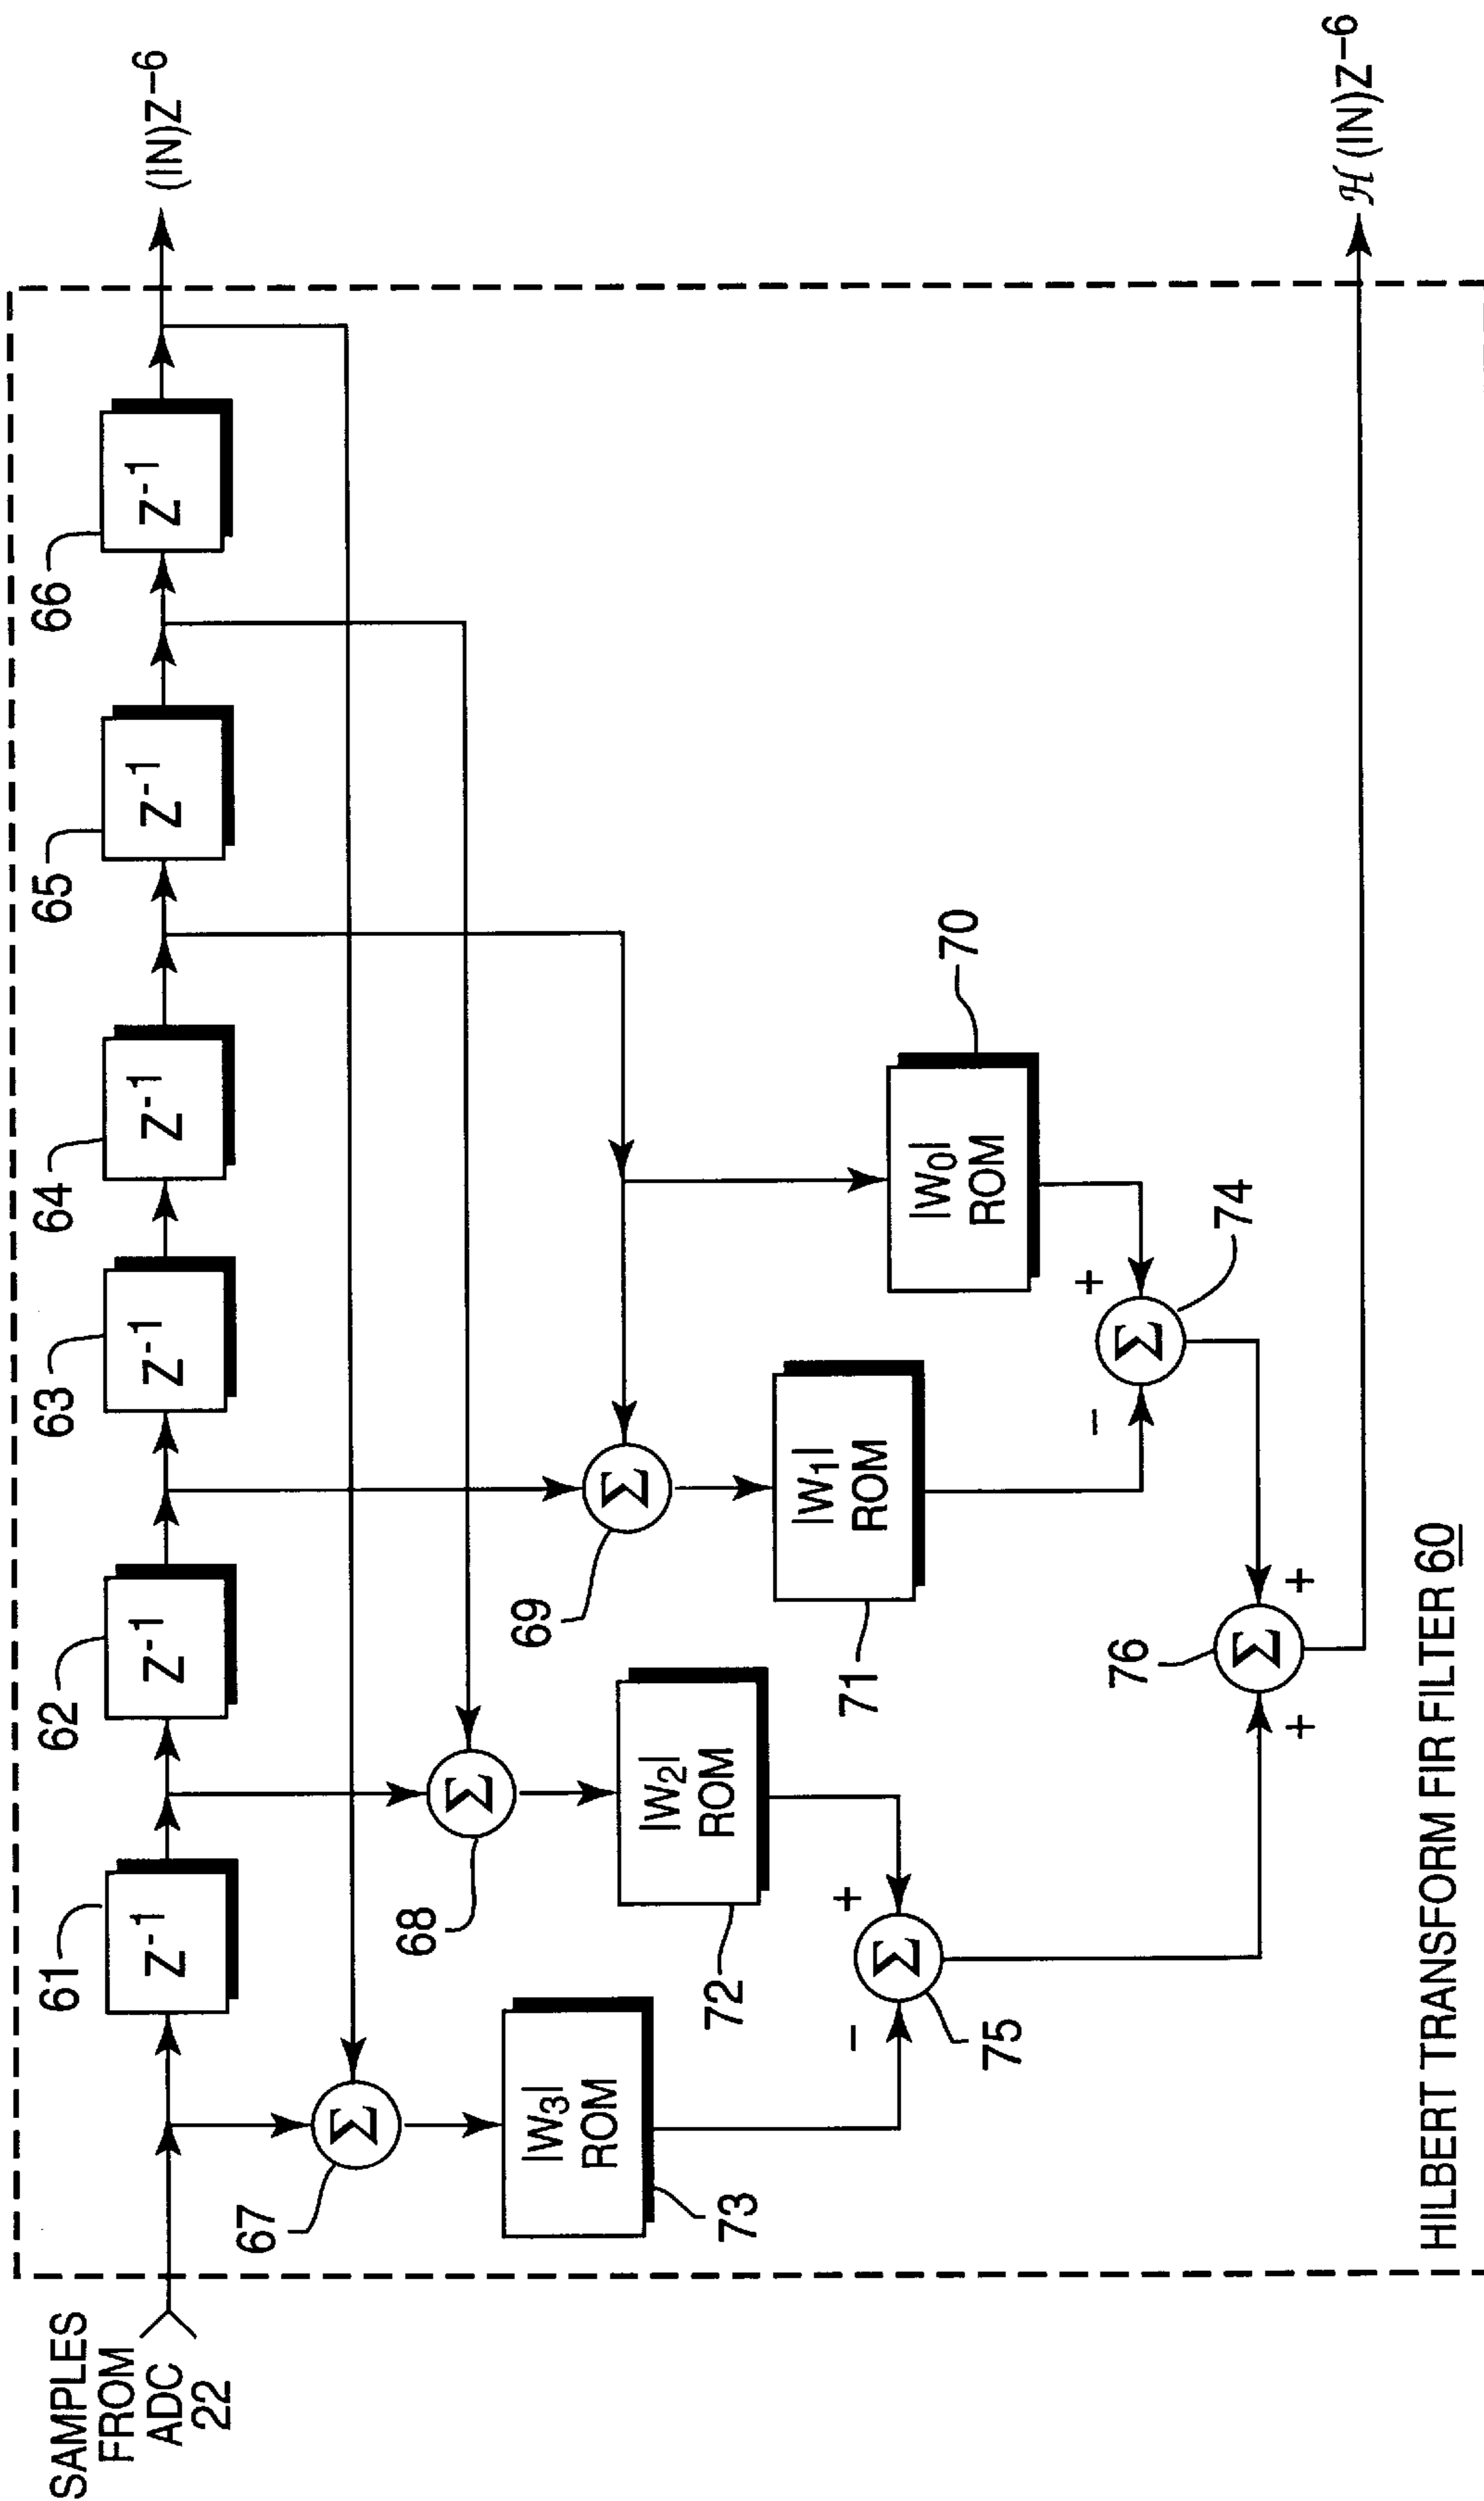 SAMPLES
FROM
ADC
22
61
Z⁻¹
62
Z⁻¹
63
Z⁻¹
64
Z⁻¹
65
Z⁻¹
66
Z⁻¹
(IN)Z⁻⁶
67
Σ
68
Σ
69
Σ
|W₃|
ROM
73
|W₂|
ROM
72
|W₁|
ROM
71
|W₀|
ROM
70
-
+
Σ
75
-
+
Σ
74
+
+
Σ
76
ℋ(IN)Z⁻⁶
HILBERT TRANSFORM FIR FILTER 60